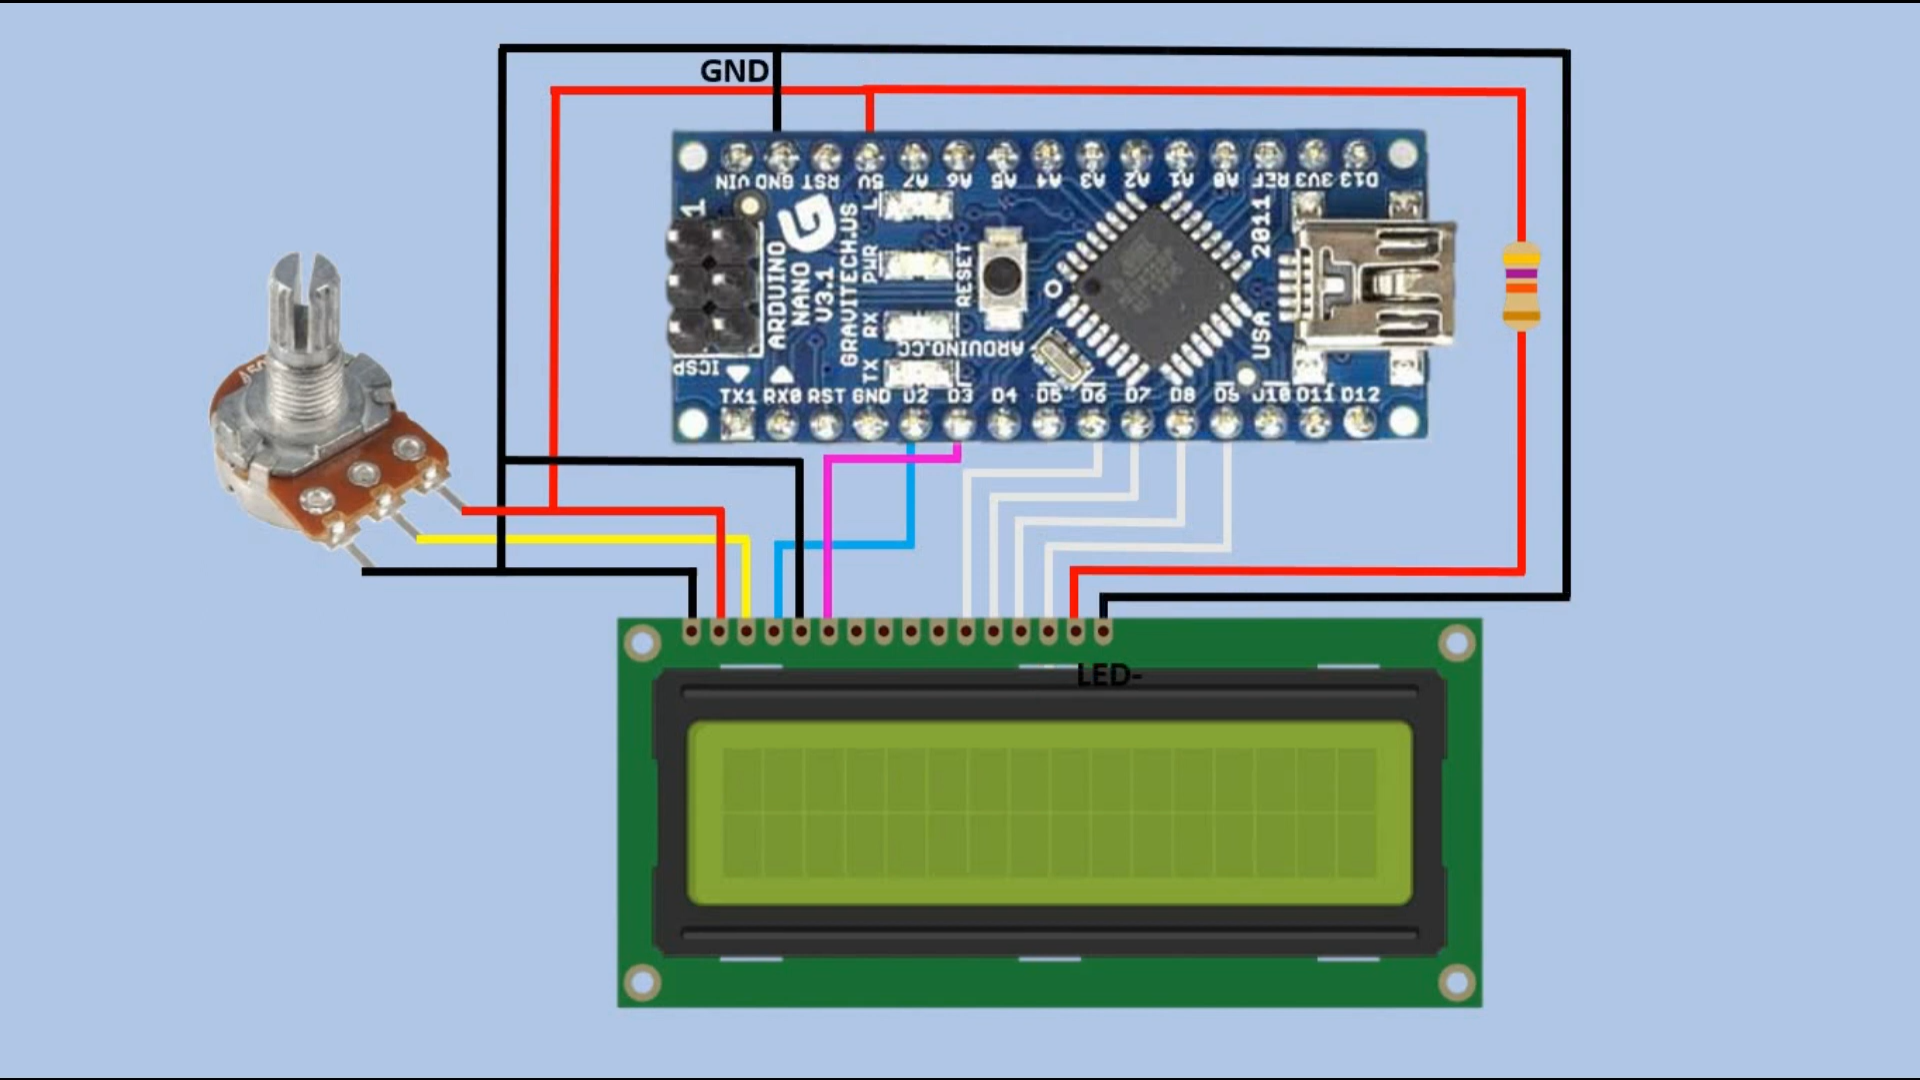 GND
VIN GND RST 5V A7 A6 A5 A4 A3 A2 A1 A0 REF 3V3 D13
1
L
PWR
RX
TX
ARDUINO
NANO
V3.1
GRAVITECH.US
RESET
ARDUINO.CC
USA
2011
ICSP
TX1 RX0 RST GND D2 D3 D4 D5 D6 D7 D8 D9 D10 D11 D12
LED-